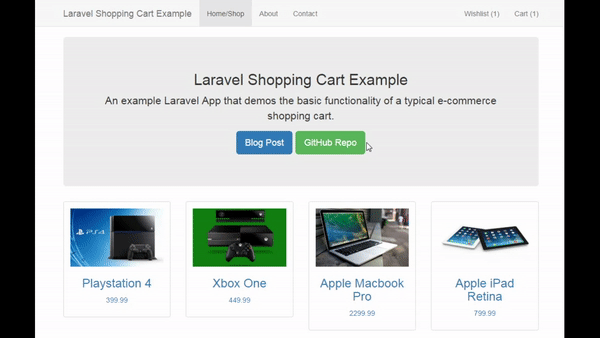 Laravel Shopping Cart Example Home/Shop About Contact Wishlist (1) Cart (1)
Laravel Shopping Cart Example
An example Laravel App that demos the basic functionality of a typical e-commerce
shopping cart.
Blog Post GitHub Repo
PS4
Playstation 4
399.99
Xbox One
449.99
Apple Macbook
Pro
2299.99
Apple iPad
Retina
799.99